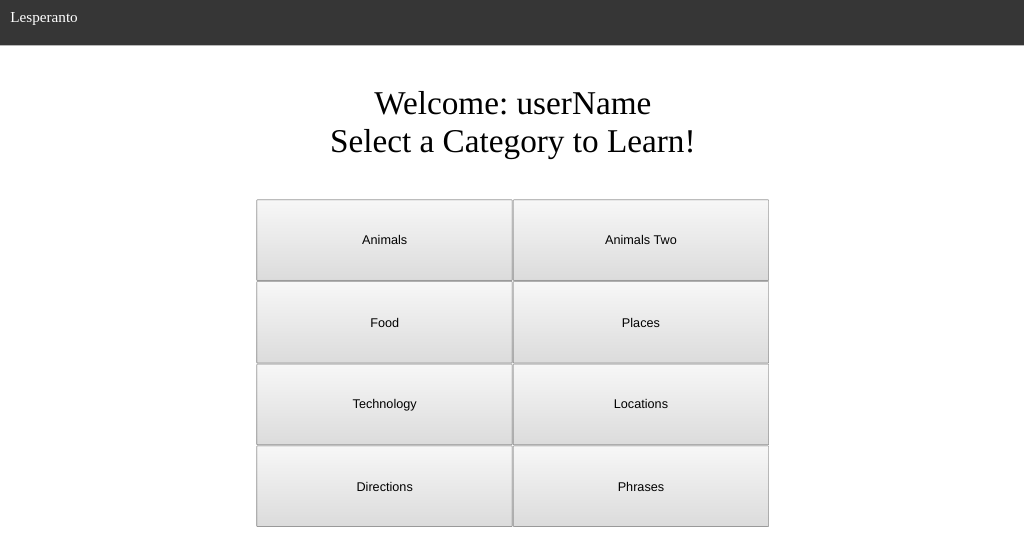 Lesperanto
Welcome: userName
Select a Category to Learn!
Animals
Animals Two
Food
Places
Technology
Locations
Directions
Phrases